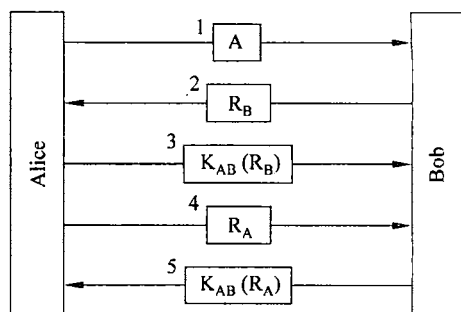 Alice
Bob
1
A
2
R_B
3
K_AB (R_B)
4
R_A
5
K_AB (R_A)